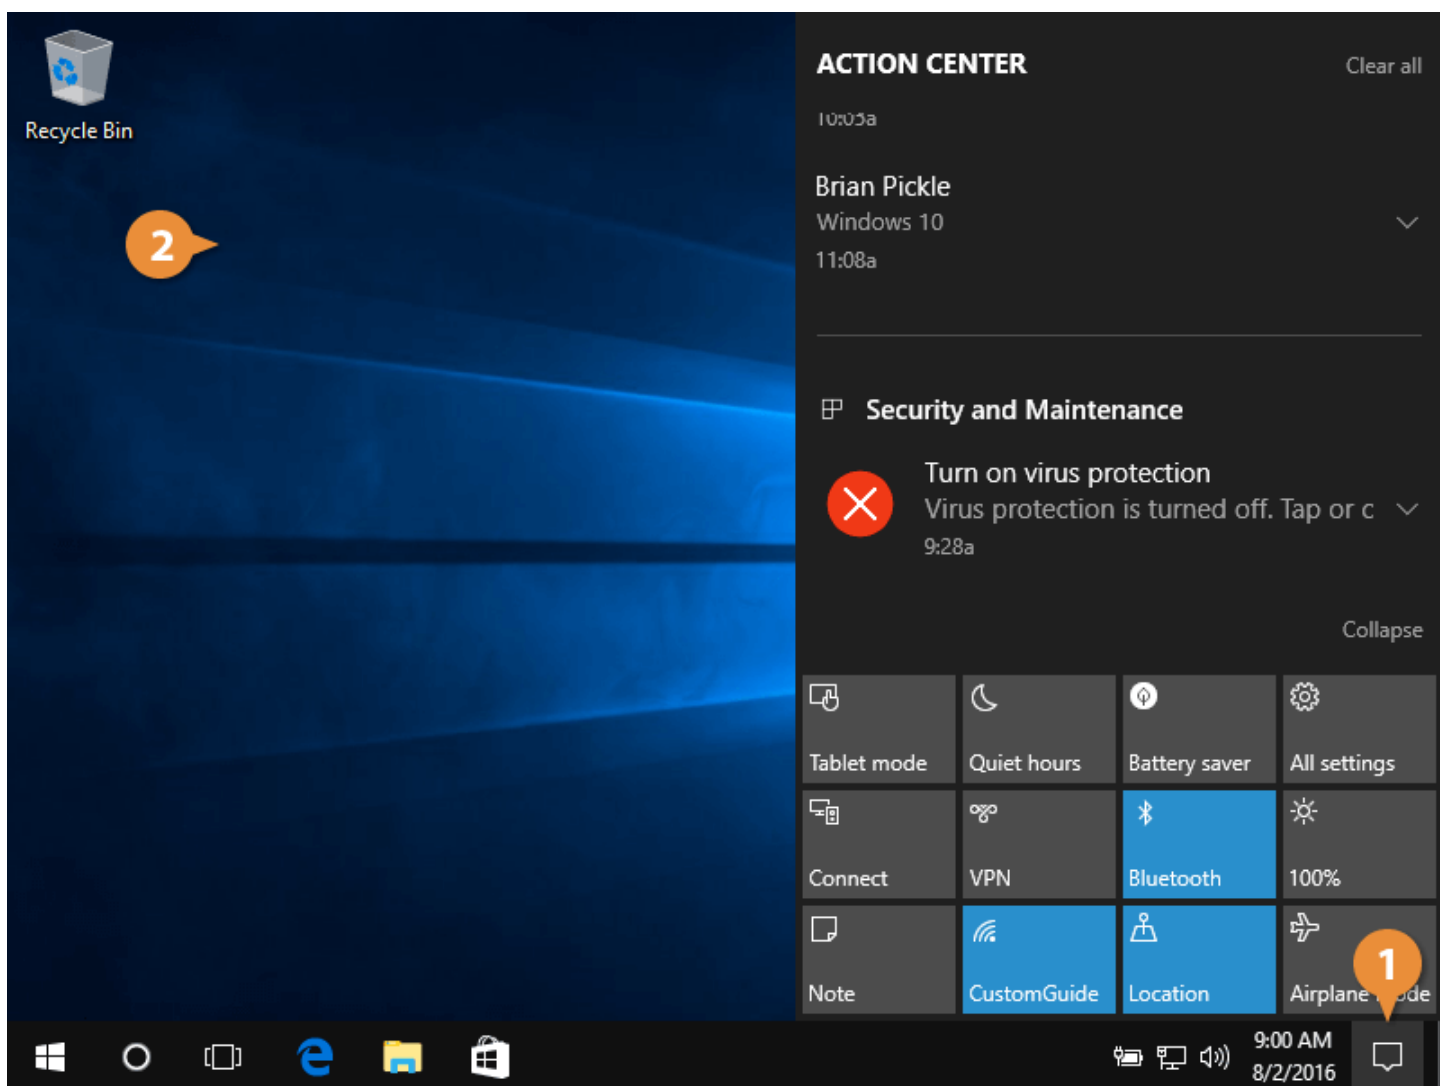 Recycle Bin
2
ACTION CENTER
Clear all
10:05a
Brian Pickle
Windows 10
11:08a
Security and Maintenance
Turn on virus protection
Virus protection is turned off. Tap or c
9:28a
Collapse
Tablet mode
Quiet hours
Battery saver
All settings
Connect
VPN
Bluetooth
100%
Note
CustomGuide
Location
Airplane
1
9:00 AM
8/2/2016